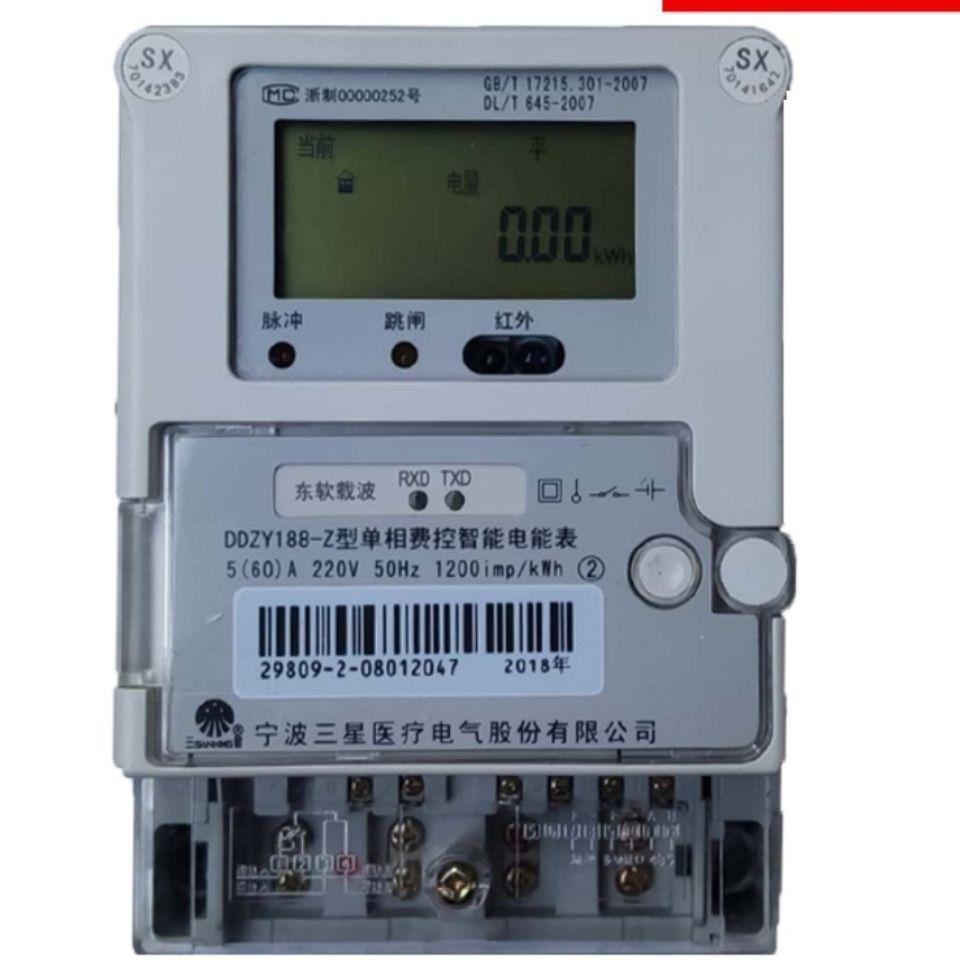 SX
70142383
SX
70141642
MC 浙制00000252号
GB/T 17215.301-2007
DL/T 645-2007
当前 平
电量
0.00 kWh
脉冲 跳闸 红外
东软载波 RXD TXD
DDZY188-Z型单相费控智能电能表
5(60)A 220V 50Hz 1200imp/kWh ②
29809-2-08012047 2018年
宁波三星医疗电气股份有限公司